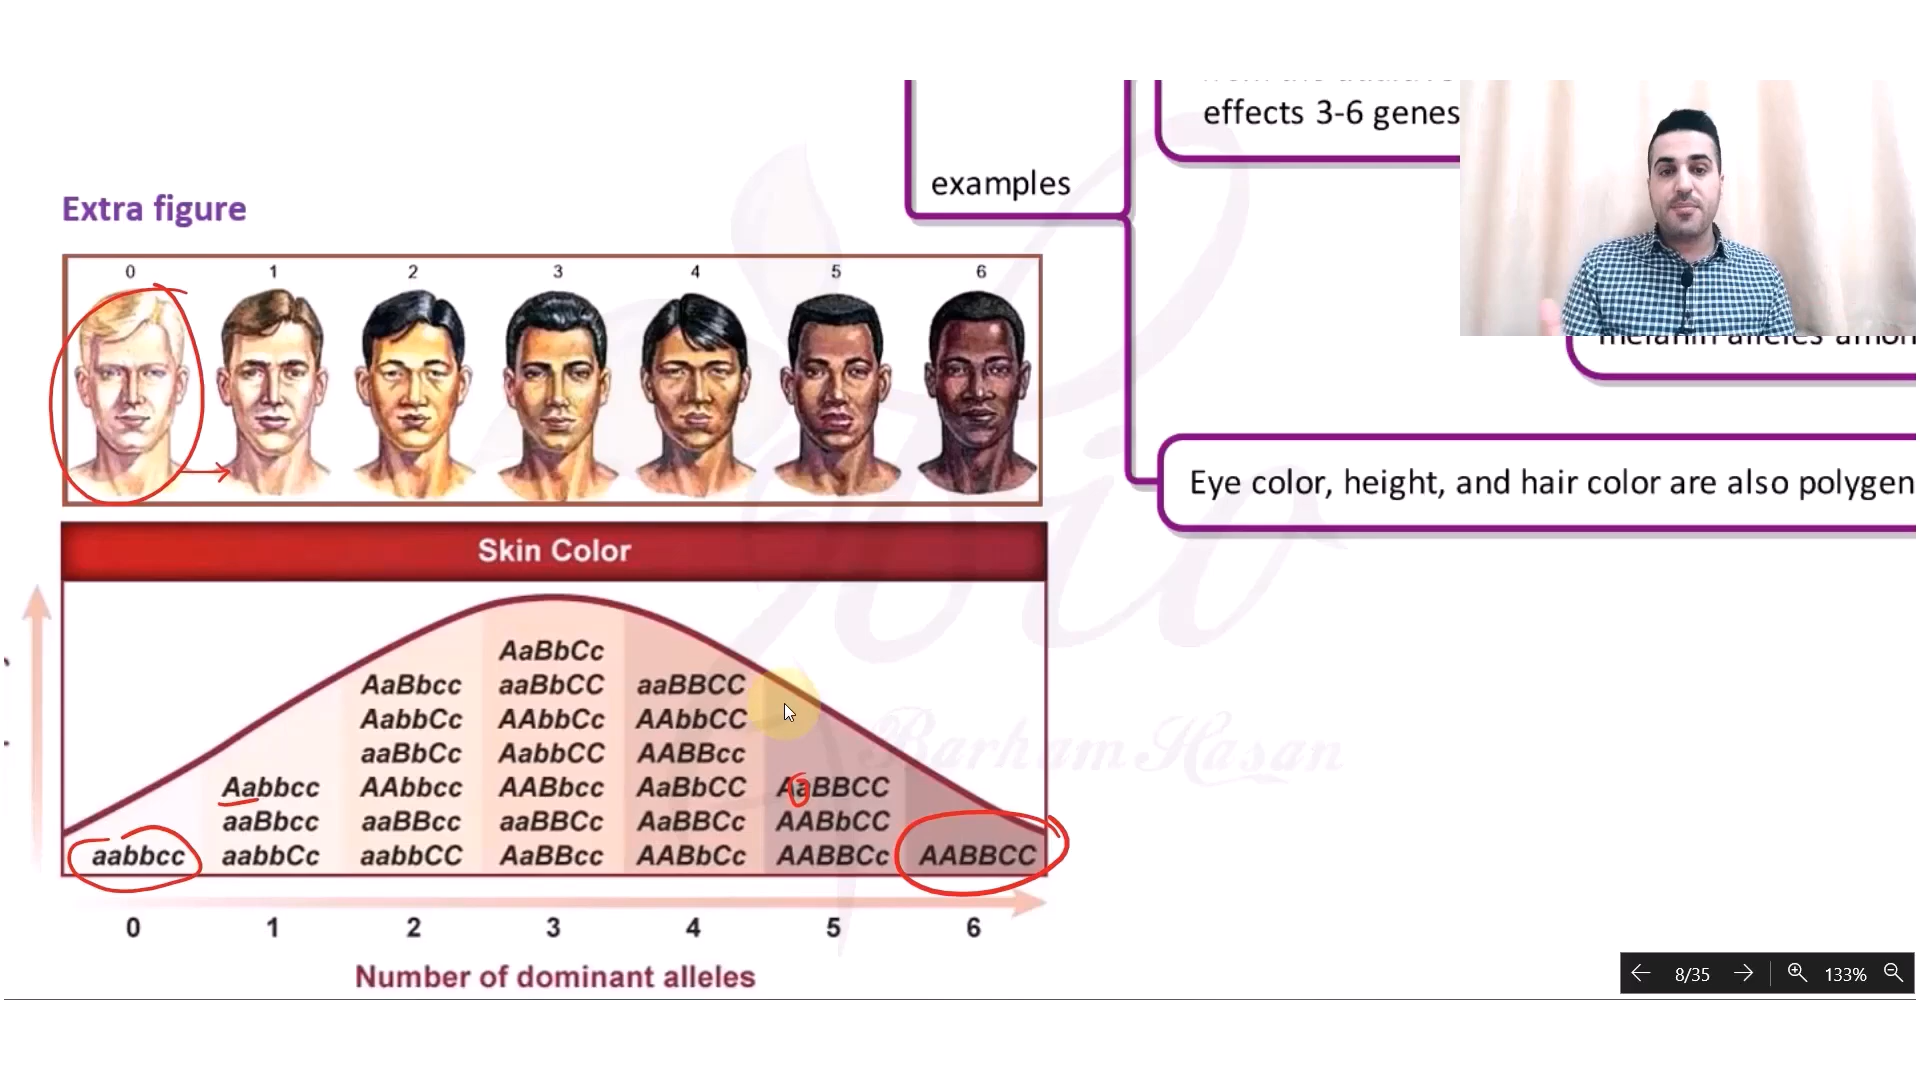 effects 3-6 genes
examples
Extra figure
0 1 2 3 4 5 6
melanin alleles amon
Eye color, height, and hair color are also polygen
Skin Color
AaBbCc
AaBbcc aaBbCC aaBBCC
AabbCc AAbbCc AAbbCC
aaBbCc AabbCC AABBcc
Aabbcc AAbbcc AABbcc AaBbCC AaBBCC
aaBbcc aaBBcc aaBBCc AaBBCc AABbCC
aabbcc aabbCc aabbCC AaBBcc AABbCc AABBCc AABBCC
0 1 2 3 4 5 6
Number of dominant alleles
Bio
Barham Hasan
8/35 133%